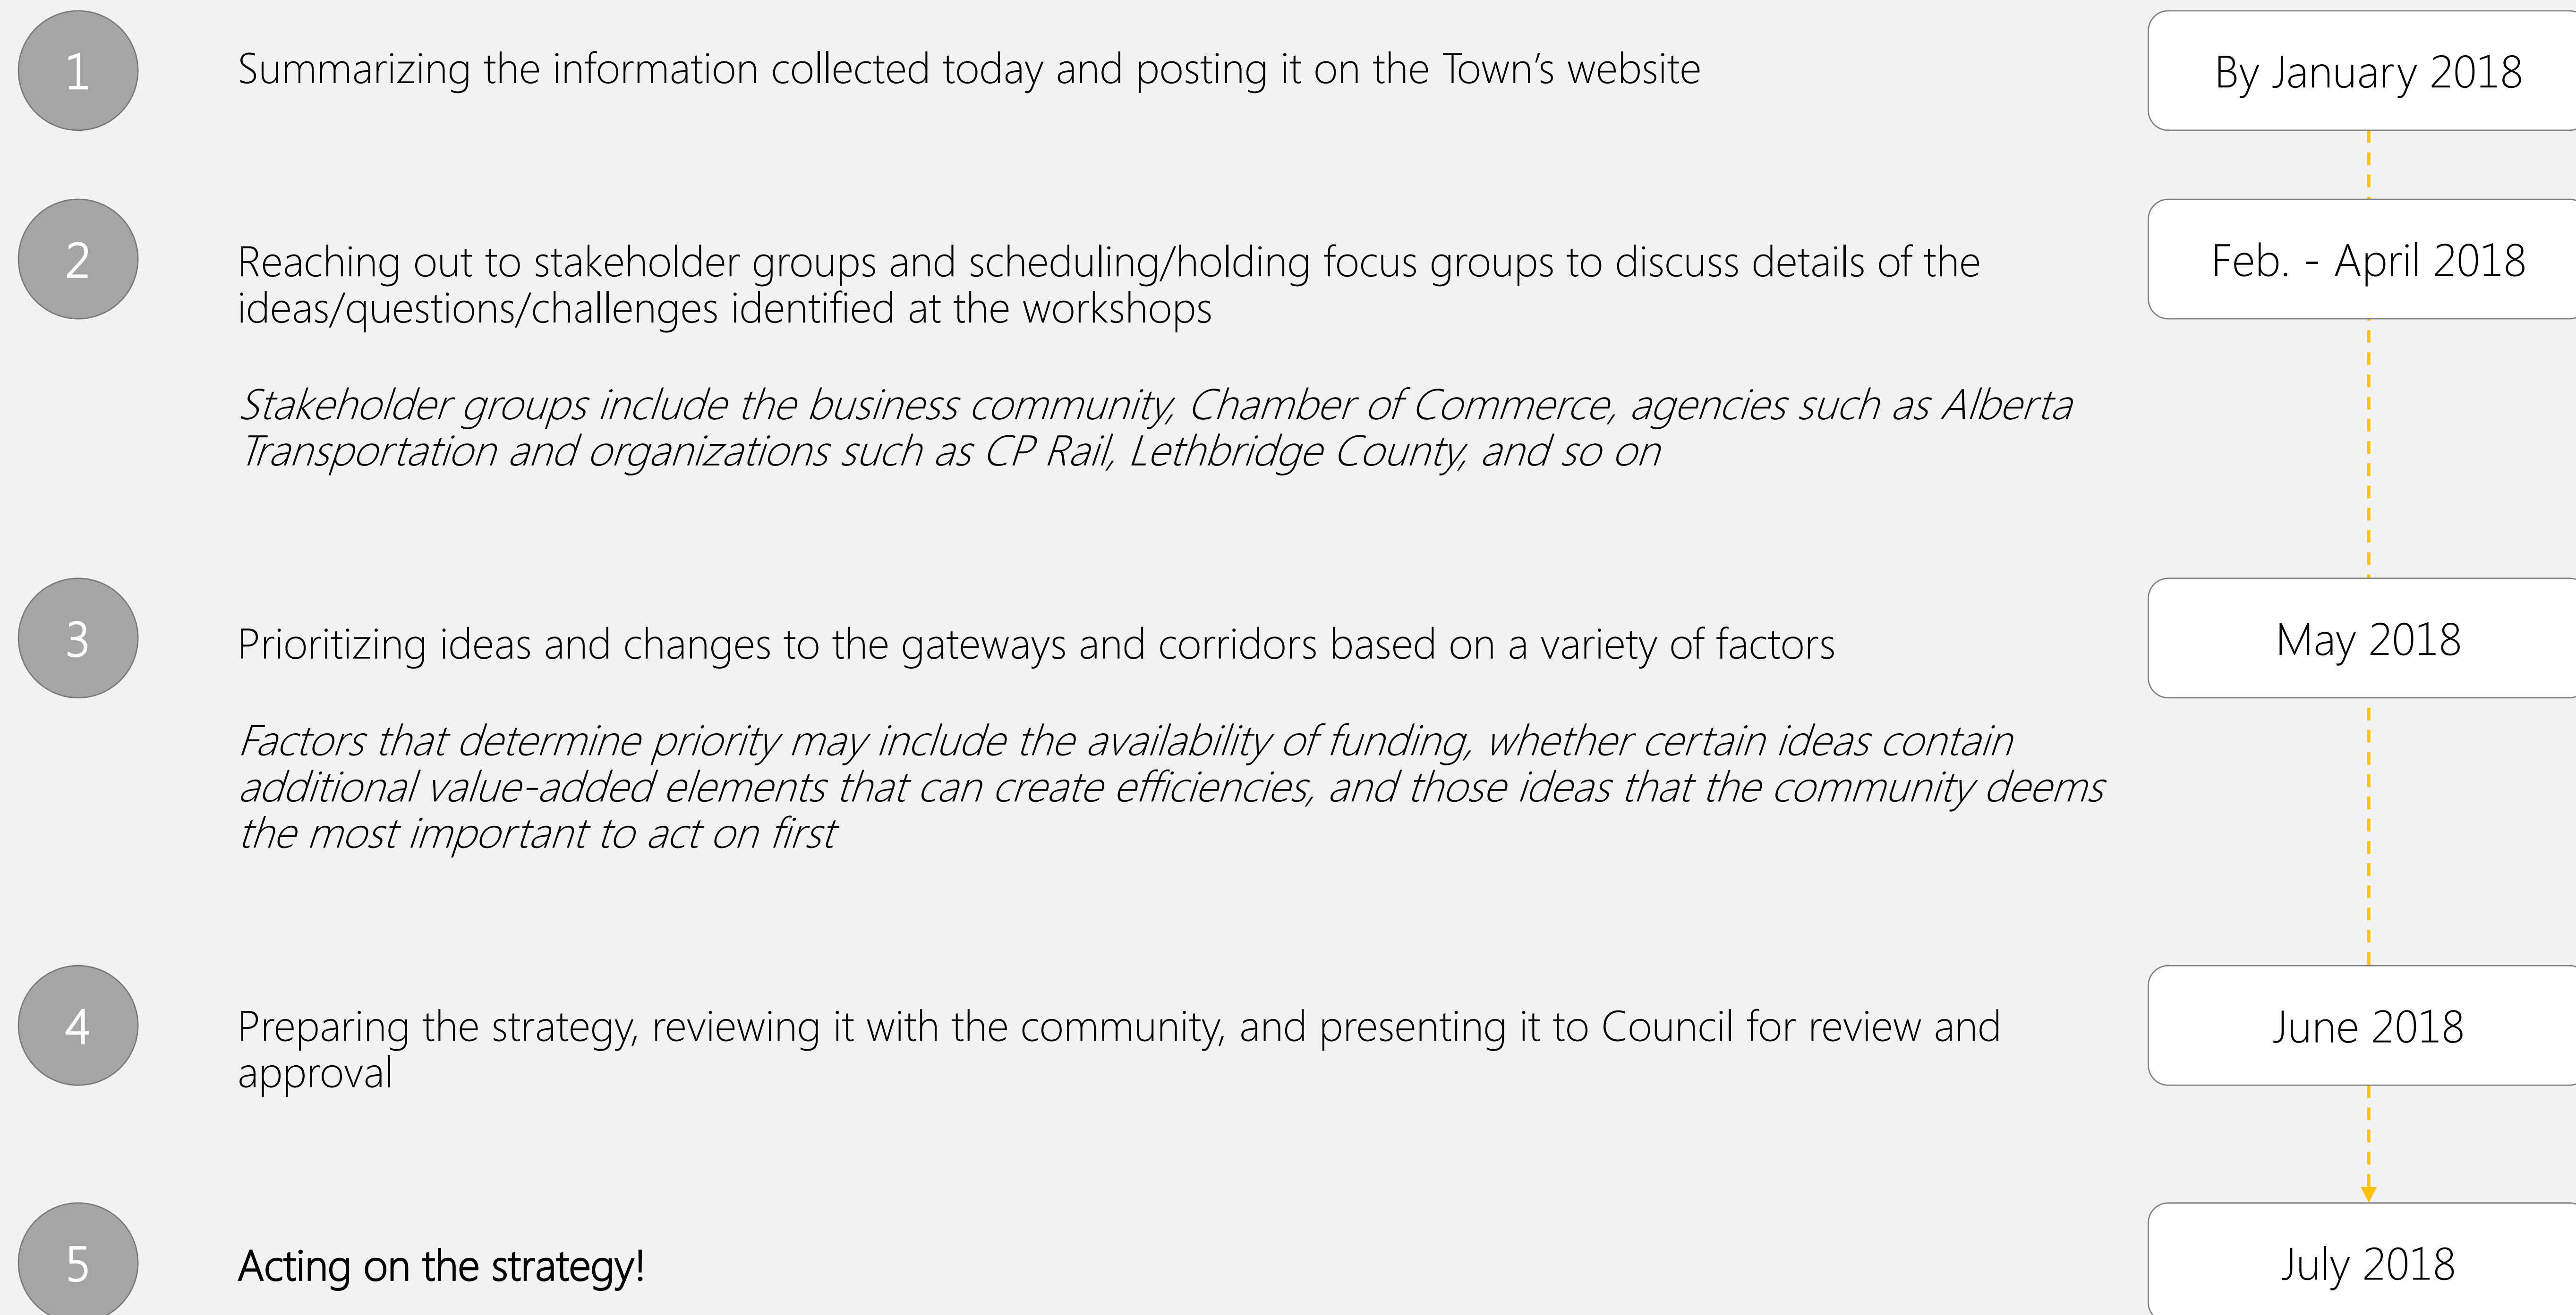 1
Summarizing the information collected today and posting it on the Town's website
By January 2018
2
Reaching out to stakeholder groups and scheduling/holding focus groups to discuss details of the
ideas/questions/challenges identified at the workshops
Feb. - April 2018
Stakeholder groups include the business community, Chamber of Commerce, agencies such as Alberta
Transportation and organizations such as CP Rail, Lethbridge County, and so on
3
Prioritizing ideas and changes to the gateways and corridors based on a variety of factors
May 2018
Factors that determine priority may include the availability of funding, whether certain ideas contain
additional value-added elements that can create efficiencies, and those ideas that the community deems
the most important to act on first
4
Preparing the strategy, reviewing it with the community, and presenting it to Council for review and
approval
June 2018
5
Acting on the strategy!
July 2018